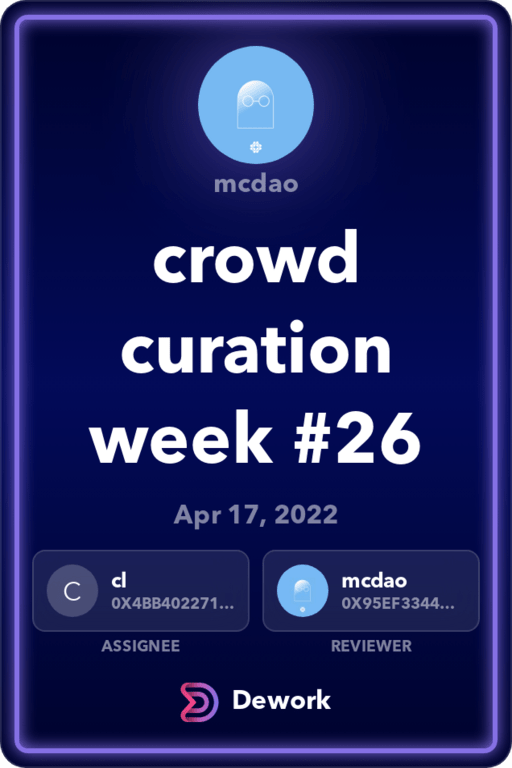 mcdao
crowd
curation
week #26
Apr 17, 2022
C
cl
0X4BB402271...
ASSIGNEE
mcdao
0X95EF3344...
REVIEWER
Dework